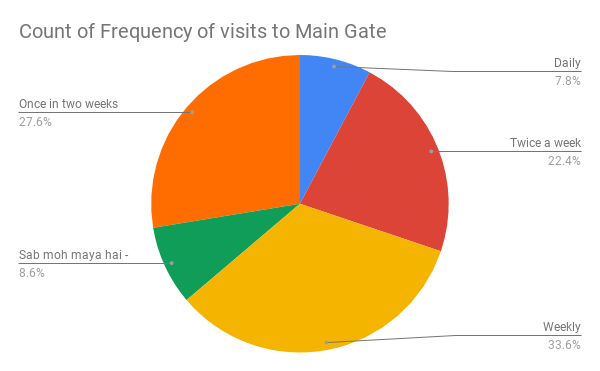 Count of Frequency of visits to Main Gate
Daily
7.8%
Once in two weeks
27.6%
Twice a week
22.4%
Sab moh maya hai -
8.6%
Weekly
33.6%